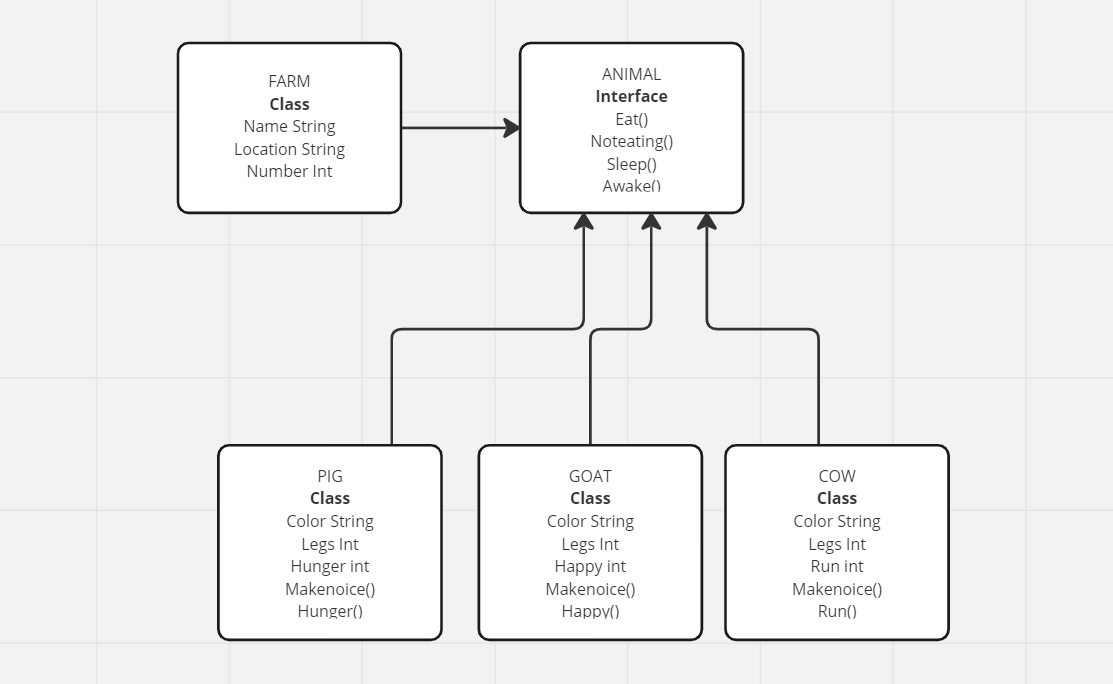 FARM
Class
Name String
Location String
Number Int
ANIMAL
Interface
Eat()
Noteating()
Sleep()
Awake()
PIG
Class
Color String
Legs Int
Hunger int
Makenoice()
Hunger()
GOAT
Class
Color String
Legs Int
Happy int
Makenoice()
Happy()
COW
Class
Color String
Legs Int
Run int
Makenoice()
Run()